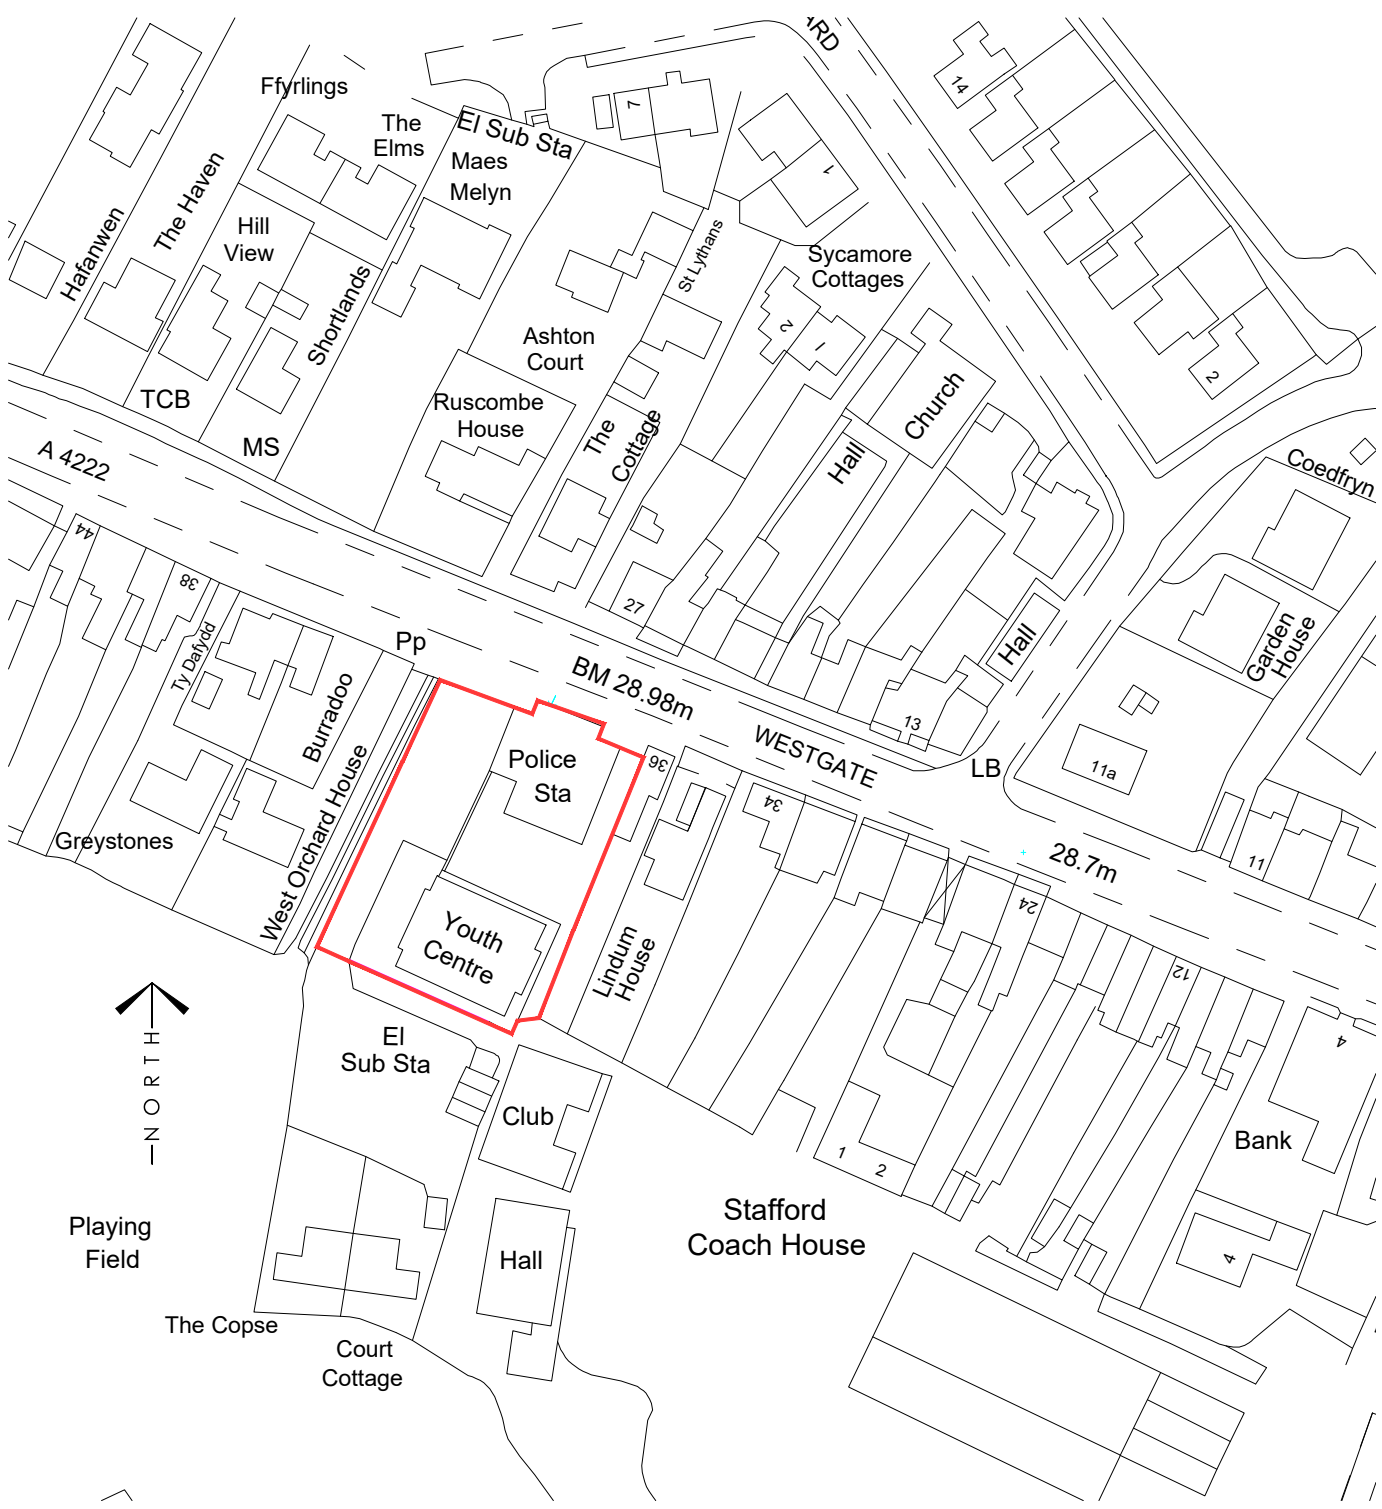 ARD
14
Ffyrlings
The
Elms
El Sub Sta
7
Maes
Melyn
1
The Haven
Hafanwen
Hill
View
Shortlands
St Lythans
Sycamore
Cottages
2
1
2
Ashton
Court
TCB
MS
Ruscombe
House
The
Cottage
Church
Hall
A 4222
Coedfryn
44
38
27
Ty Dafydd
Pp
BM 28.98m
Hall
Garden
House
Burradoo
West Orchard House
Police
Sta
36
WESTGATE
13
LB
11a
34
Greystones
28.7m
11
24
Youth
Centre
Lindum
House
12
NORTH
El
Sub Sta
4
Club
Bank
1
2
Playing
Field
Stafford
Coach House
Hall
4
The Copse
Court
Cottage